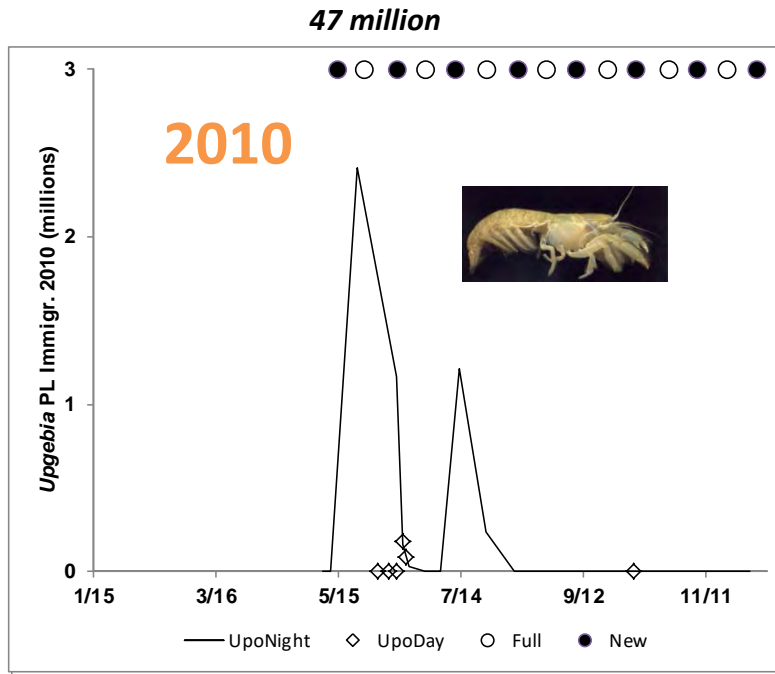 47 million
2010
Upgebia PL Immigr. 2010 (millions)
3
2
1
0
1/15 3/16 5/15 7/14 9/12 11/11
UpoNight UpoDay Full New